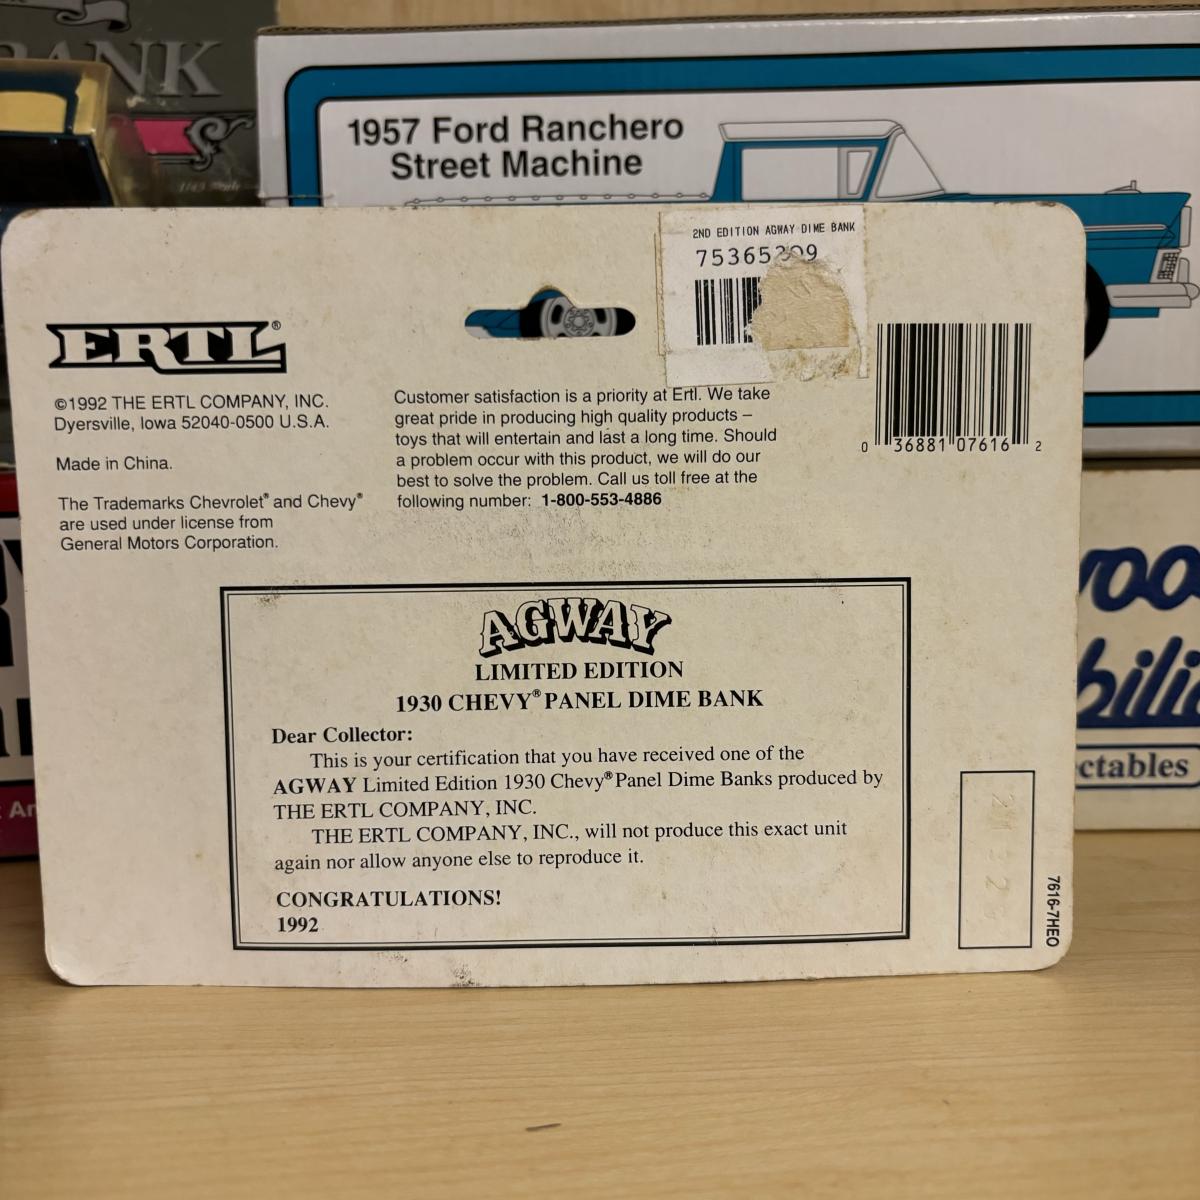 BANK
1/43 Scale
1957 Ford Ranchero
Street Machine
2ND EDITION AGWAY DIME BANK
ERTL®
©1992 THE ERTL COMPANY, INC.
Dyersville, Iowa 52040-0500 U.S.A.
Made in China.
The Trademarks Chevrolet® and Chevy®
are used under license from
General Motors Corporation.
Customer satisfaction is a priority at Ertl. We take
great pride in producing high quality products –
toys that will entertain and last a long time. Should
a problem occur with this product, we will do our
best to solve the problem. Call us toll free at the
following number: 1-800-553-4886
0 36881 07616 2
AGWAY
LIMITED EDITION
1930 CHEVY® PANEL DIME BANK
Dear Collector:
This is your certification that you have received one of the
AGWAY Limited Edition 1930 Chevy® Panel Dime Banks produced by
THE ERTL COMPANY, INC.
THE ERTL COMPANY, INC., will not produce this exact unit
again nor allow anyone else to reproduce it.
CONGRATULATIONS!
1992
7616-7HEO
ctables